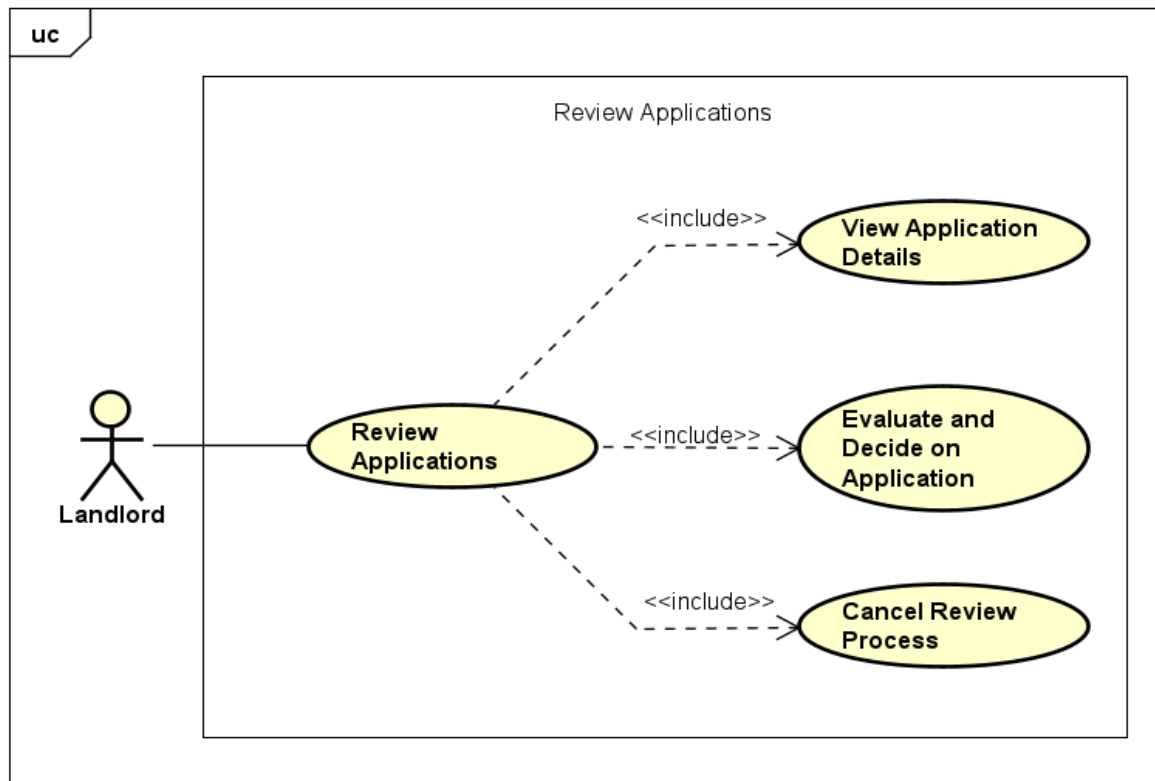 uc
Review Applications
<<include>>
View Application
Details
Review
Applications
<<include>>
Evaluate and
Decide on
Application
Landlord
<<include>>
Cancel Review
Process